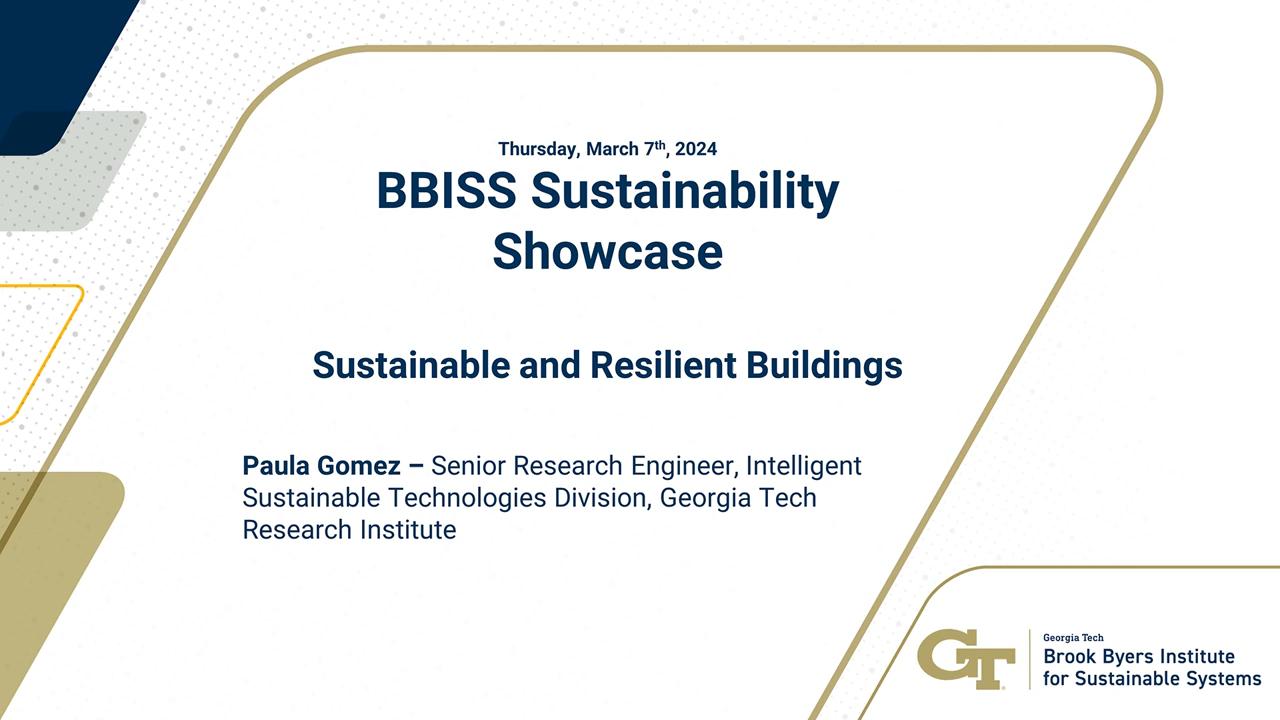 Thursday, March 7th, 2024
BBISS Sustainability
Showcase
Sustainable and Resilient Buildings
Paula Gomez – Senior Research Engineer, Intelligent
Sustainable Technologies Division, Georgia Tech
Research Institute
GT
Georgia Tech
Brook Byers Institute
for Sustainable Systems